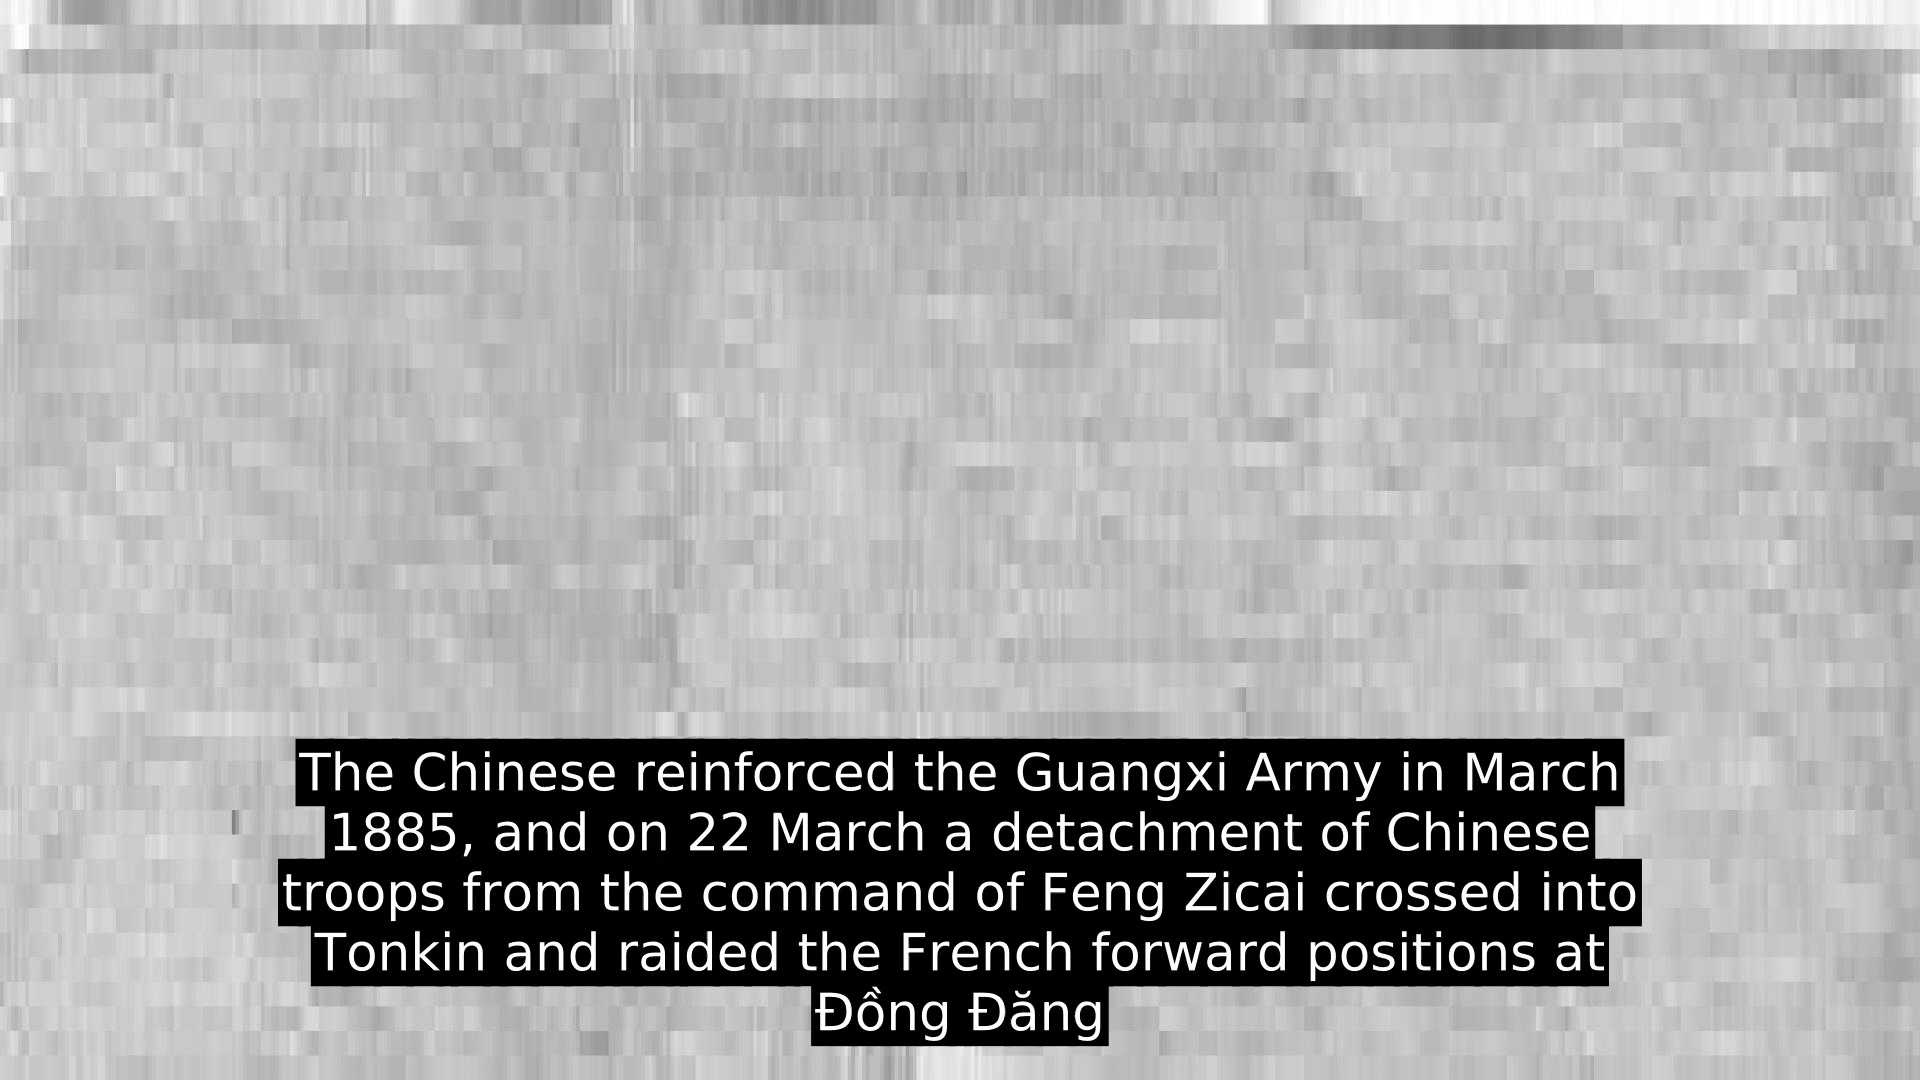 The Chinese reinforced the Guangxi Army in March
1885, and on 22 March a detachment of Chinese
troops from the command of Feng Zicai crossed into
Tonkin and raided the French forward positions at
Đồng Đăng